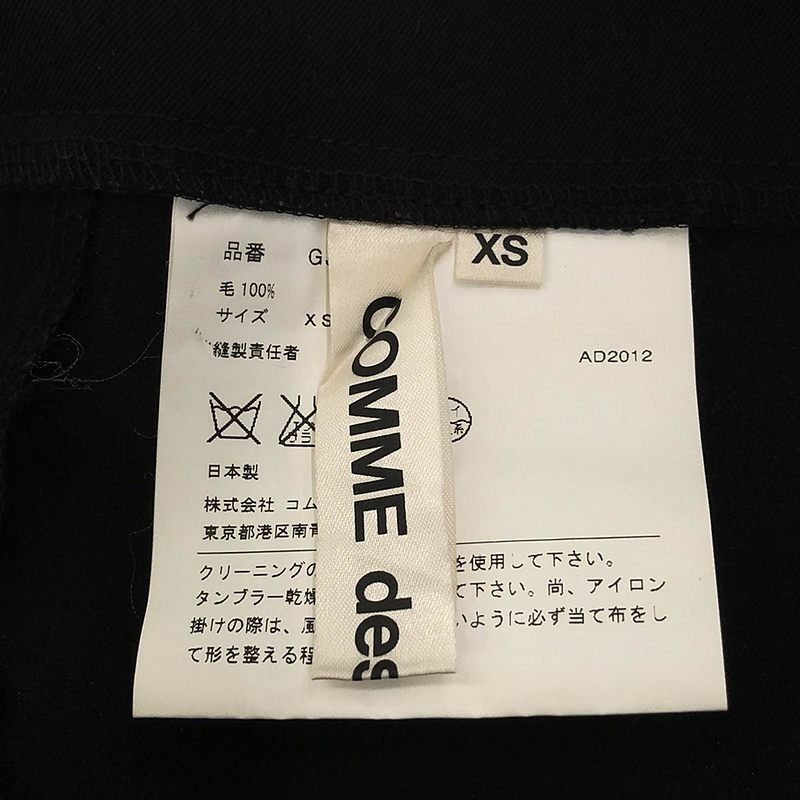 XS
品番
毛100%
サイズ XS
縫製責任者
AD2012
日本製
株式会社 コム
東京都港区南青
クリーニングの を使用して下さい。
タンブラー乾燥 て下さい。尚、アイロン
掛けの際は、風 いように必ず当て布をし
て形を整える程
COMME des